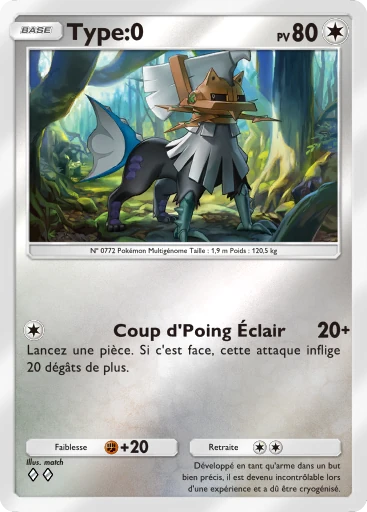 BASE Type:0 PV 80
N° 0772 Pokémon Multigénome Taille : 1,9 m Poids : 120,5 kg
Coup d'Poing Éclair 20+
Lancez une pièce. Si c'est face, cette attaque inflige
20 dégâts de plus.
Faiblesse +20 Retraite
Illus. match
Développé en tant qu'arme dans un but
bien précis, il est devenu incontrôlable lors
d'une expérience et a dû être cryogénisé.